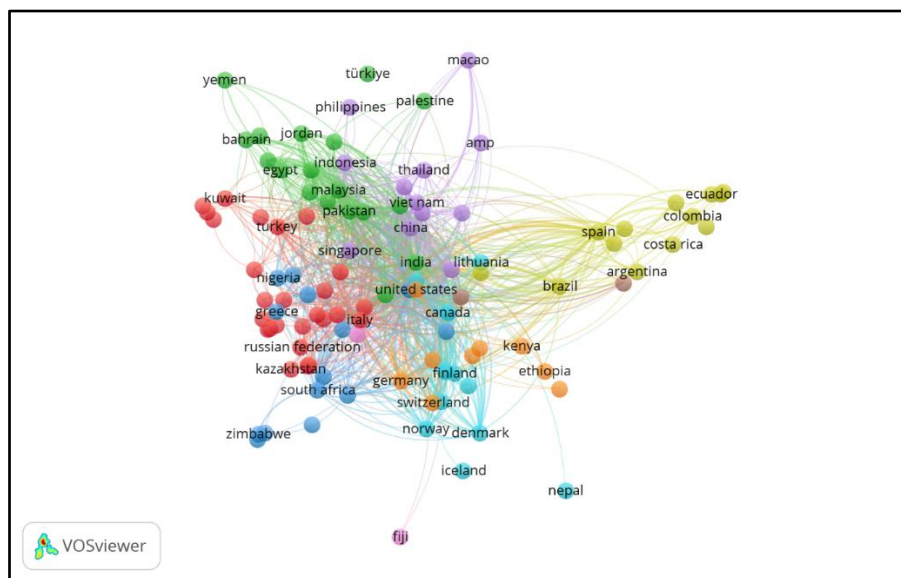 macao
türkiye
yemen
palestine
philippines
bahrain
jordan
amp
indonesia
egypt
thailand
malaysia
ecuador
kuwait
viet nam
pakistan
colombia
turkey
china
spain
costa rica
singapore
india
lithuania
argentina
nigeria
united states
brazil
greece
canada
italy
russian federation
kenya
kazakhstan
finland
ethiopia
germany
south africa
switzerland
norway
denmark
zimbabwe
iceland
nepal
fiji
VOSviewer